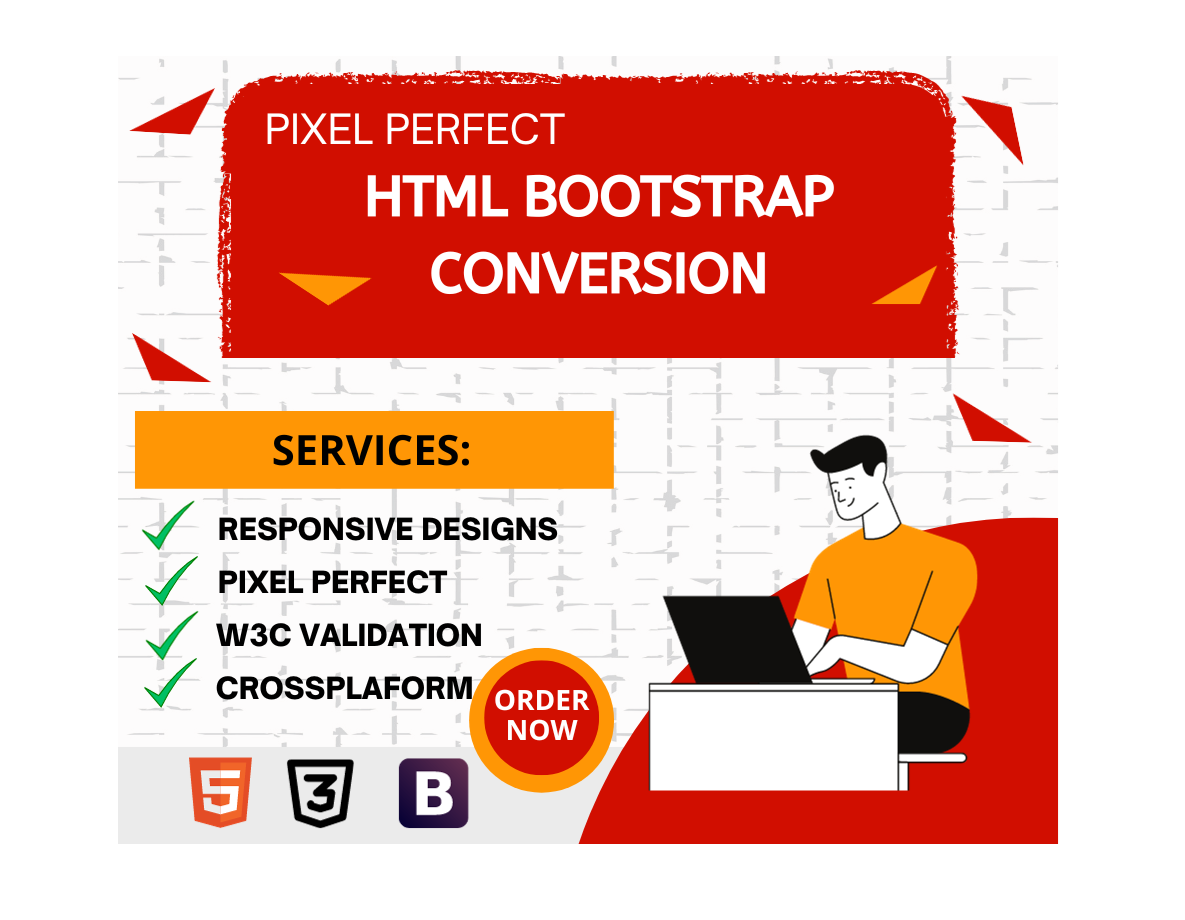 PIXEL PERFECT
HTML BOOTSTRAP
CONVERSION
SERVICES:
RESPONSIVE DESIGNS
PIXEL PERFECT
W3C VALIDATION
CROSSPLAFORM
ORDER
NOW
5
3
B